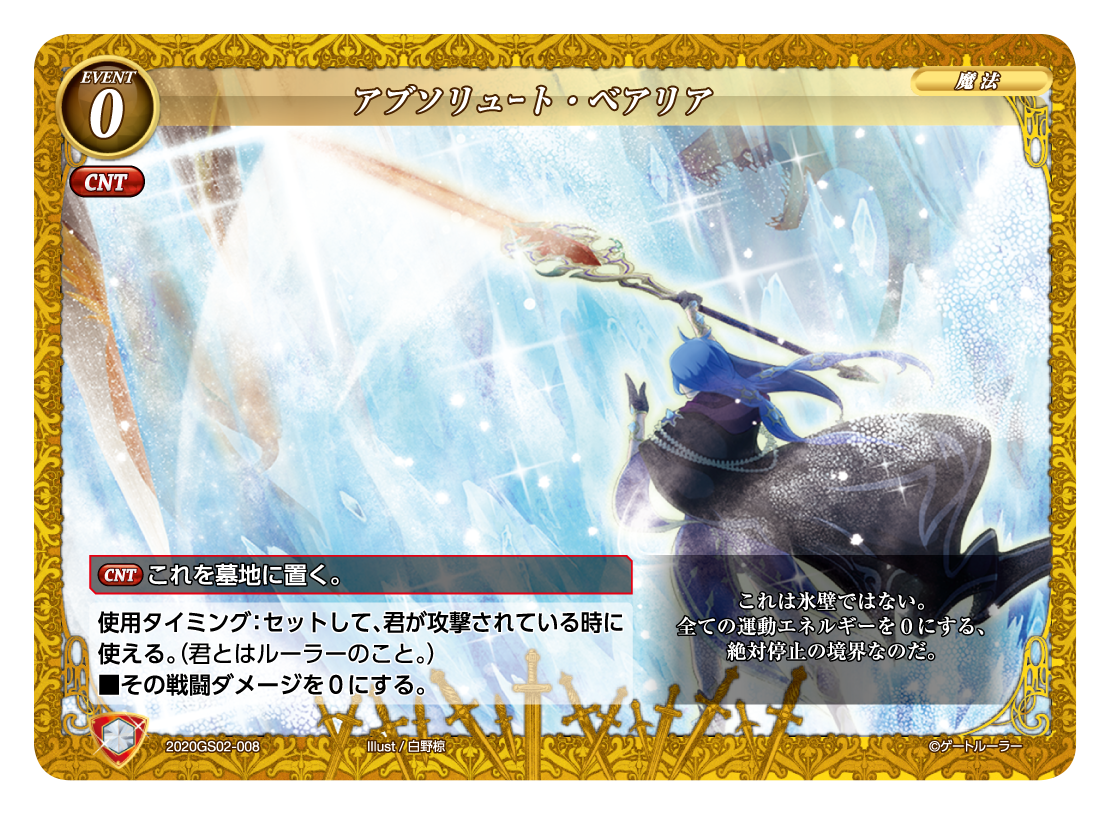 EVENT
0
アブソリュート・ベアリア
魔法
CNT
CNT これを墓地に置く。
使用タイミング:セットして、君が攻撃されている時に
使える。(君とはルーラーのこと。)
■その戦闘ダメージを0にする。
これは氷壁ではない。
全ての運動エネルギーを0にする、
絶対停止の境界なのだ。
2020GS02-008
Illust / 白野椋
©ゲートルーラー